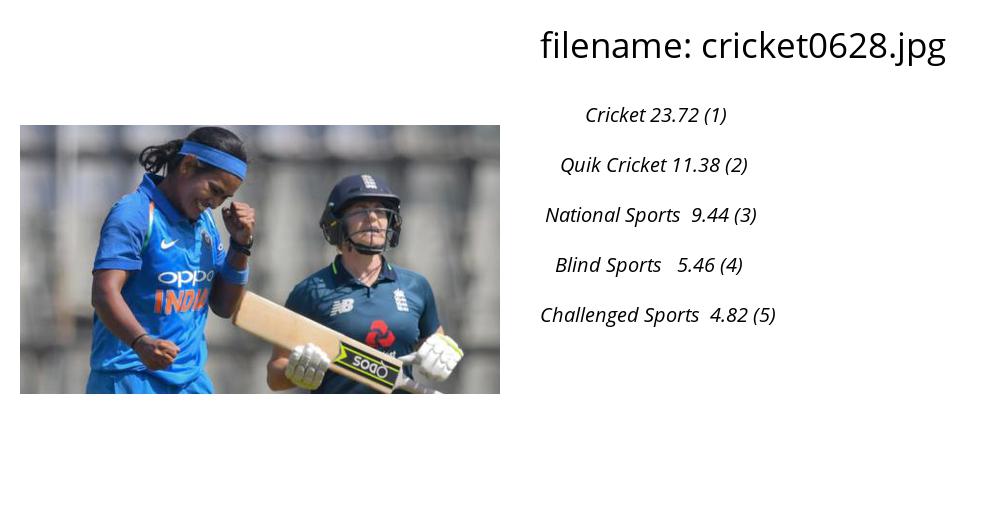 filename: cricket0628.jpg
Cricket 23.72 (1)
Quik Cricket 11.38 (2)
National Sports 9.44 (3)
Blind Sports 5.46 (4)
Challenged Sports 4.82 (5)
oppo
INDIA
NB
SODO